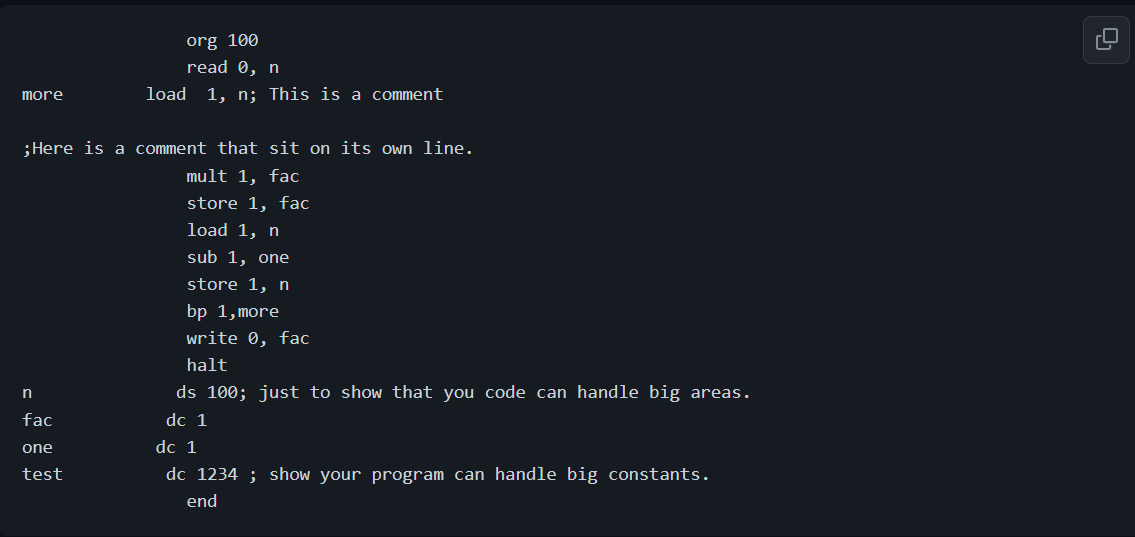 org 100
read 0, n
more load 1, n; This is a comment
;Here is a comment that sit on its own line.
mult 1, fac
store 1, fac
load 1, n
sub 1, one
store 1, n
bp 1,more
write 0, fac
halt
n ds 100; just to show that you code can handle big areas.
fac dc 1
one dc 1
test dc 1234 ; show your program can handle big constants.
end